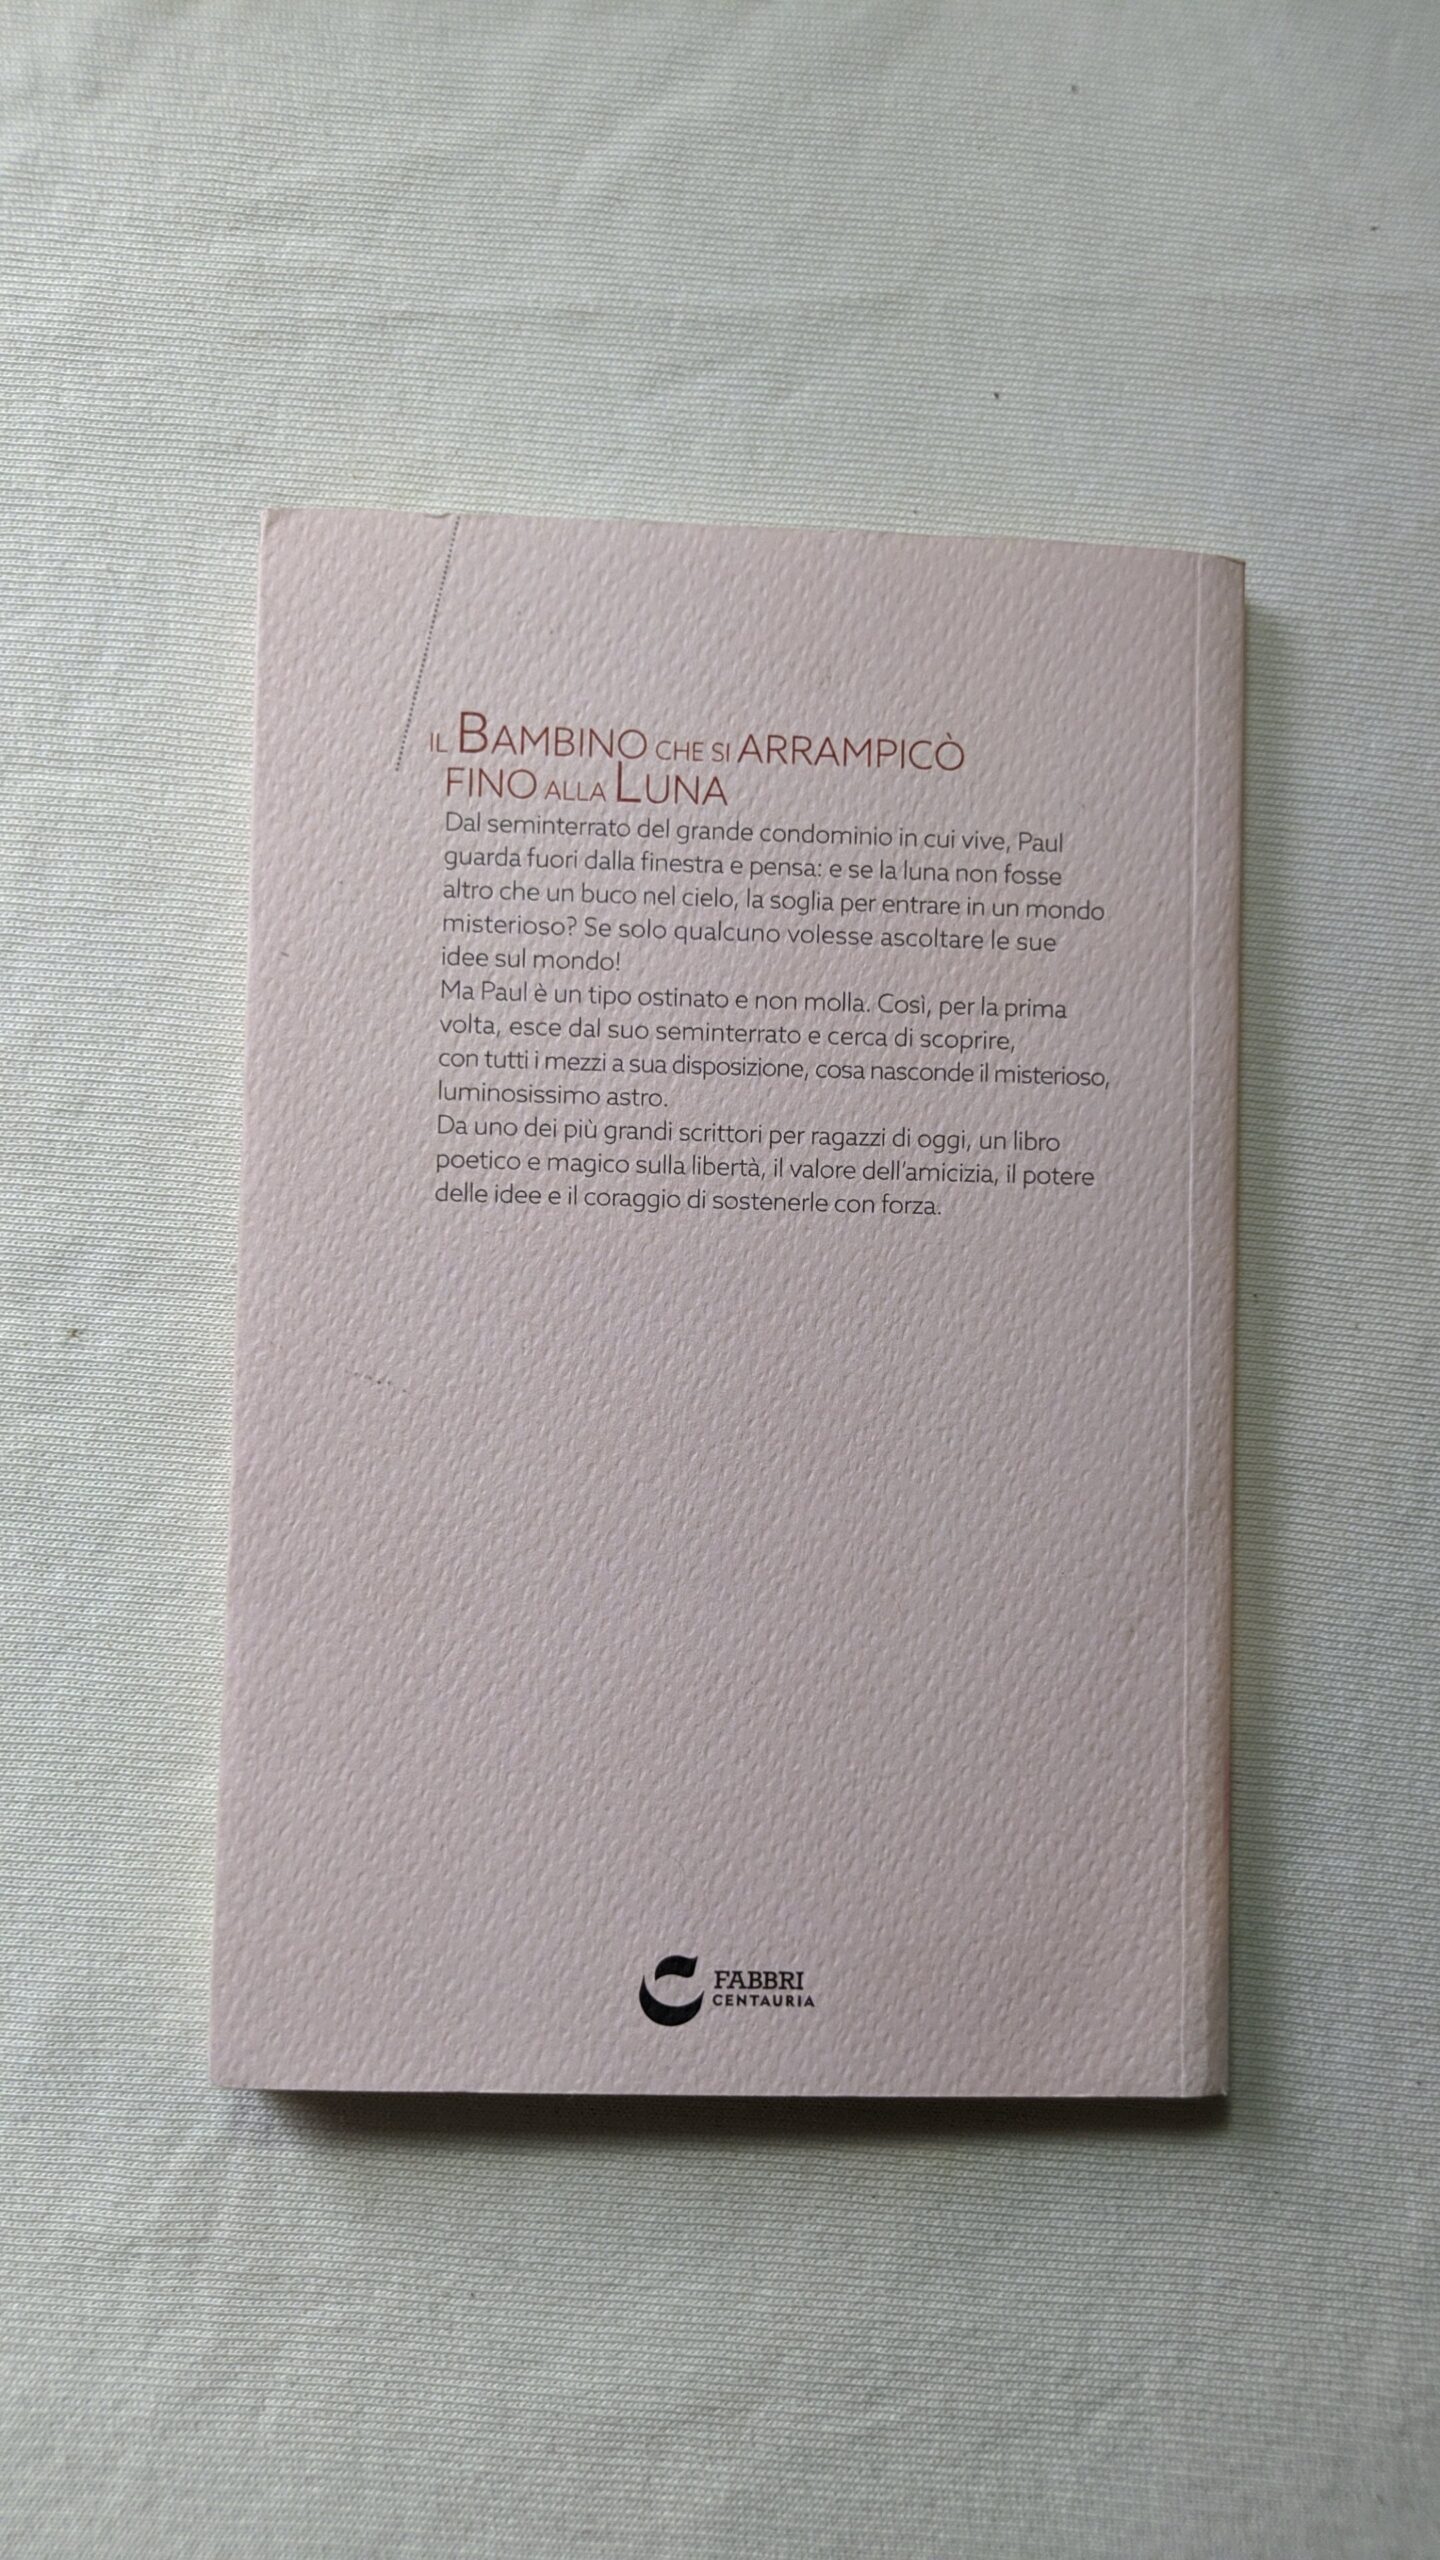 IL BAMBINO CHE SI ARRAMPICÒ
FINO ALLA LUNA
Dal seminterrato del grande condominio in cui vive, Paul
guarda fuori dalla finestra e pensa: e se la luna non fosse
altro che un buco nel cielo, la soglia per entrare in un mondo
misterioso? Se solo qualcuno volesse ascoltare le sue
idee sul mondo!
Ma Paul è un tipo ostinato e non molla. Così, per la prima
volta, esce dal suo seminterrato e cerca di scoprire,
con tutti i mezzi a sua disposizione, cosa nasconde il misterioso,
luminosissimo astro.
Da uno dei più grandi scrittori per ragazzi di oggi, un libro
poetico e magico sulla libertà, il valore dell'amicizia, il potere
delle idee e il coraggio di sostenerle con forza.
FABBRI
CENTAURIA